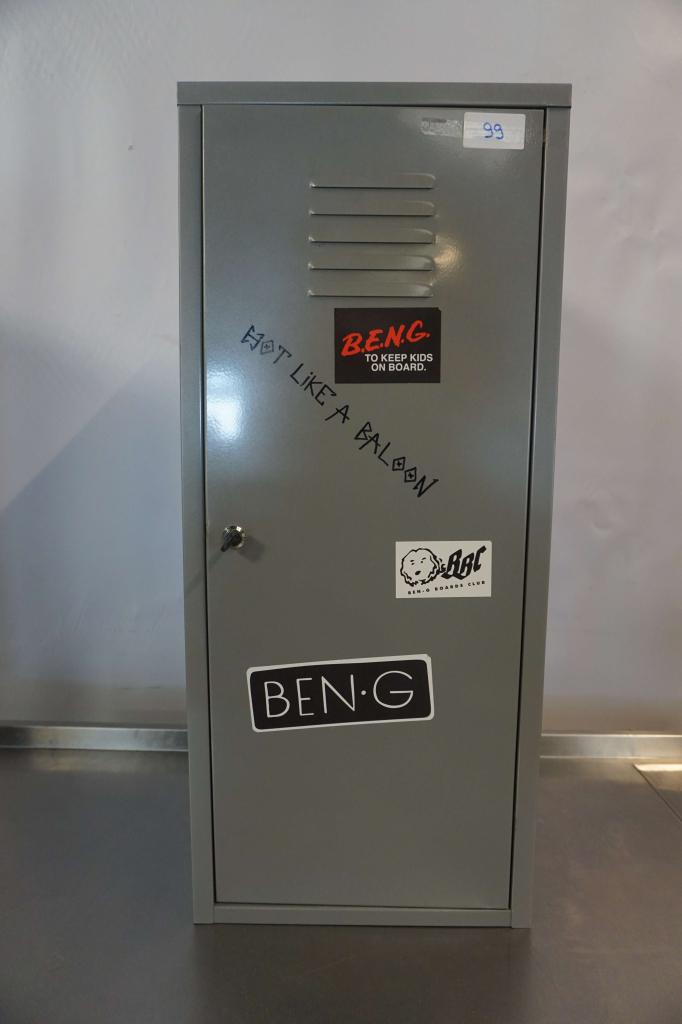 99
B.E.N.G.
TO KEEP KIDS
ON BOARD.
HOT LiKE A BALOON
BBC
BEN-G BOARDS CLUB
BEN·G